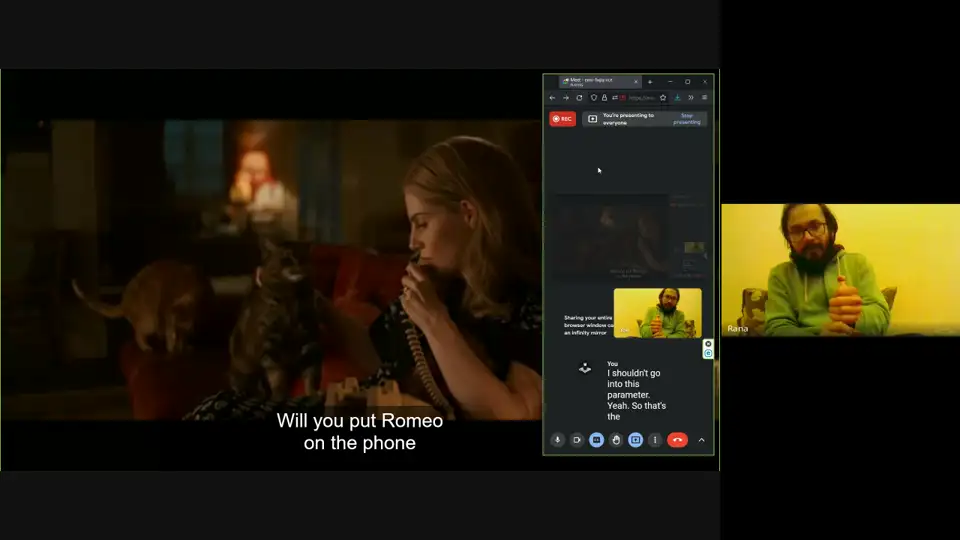 Will you put Romeo
on the phone
REC
You're presenting to
everyone
Stop
presenting
Sharing your entire
browser window ca
an infinity mirror
You
I shouldn't go
into this
parameter.
Yeah. So that's
the
Rana